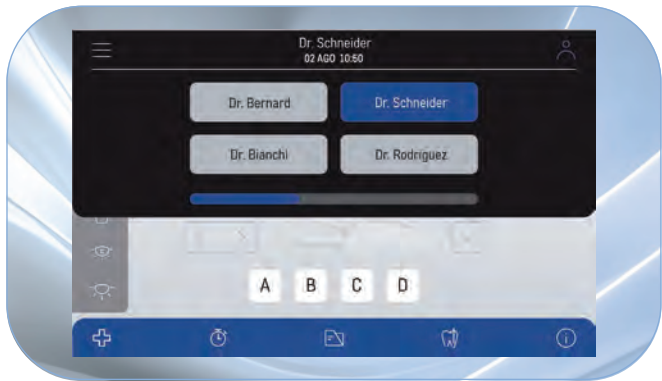 Dr. Schneider
02 AGO 10:50
Dr. Bernard
Dr. Schneider
Dr. Bianchi
Dr. Rodriguez
A B C D